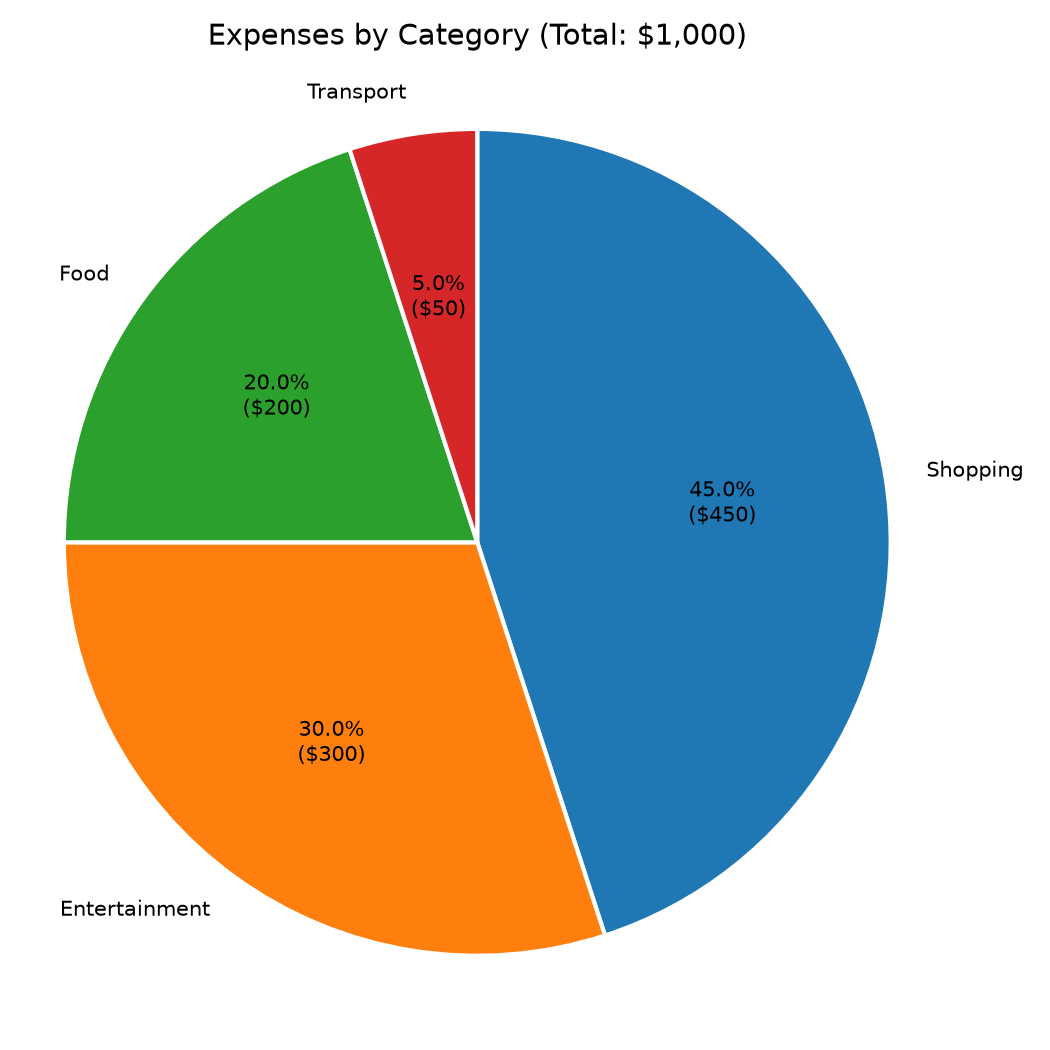 Expenses by Category (Total: $1,000)
Transport
Food
5.0%
($50)
20.0%
($200)
Shopping
45.0%
($450)
30.0%
($300)
Entertainment